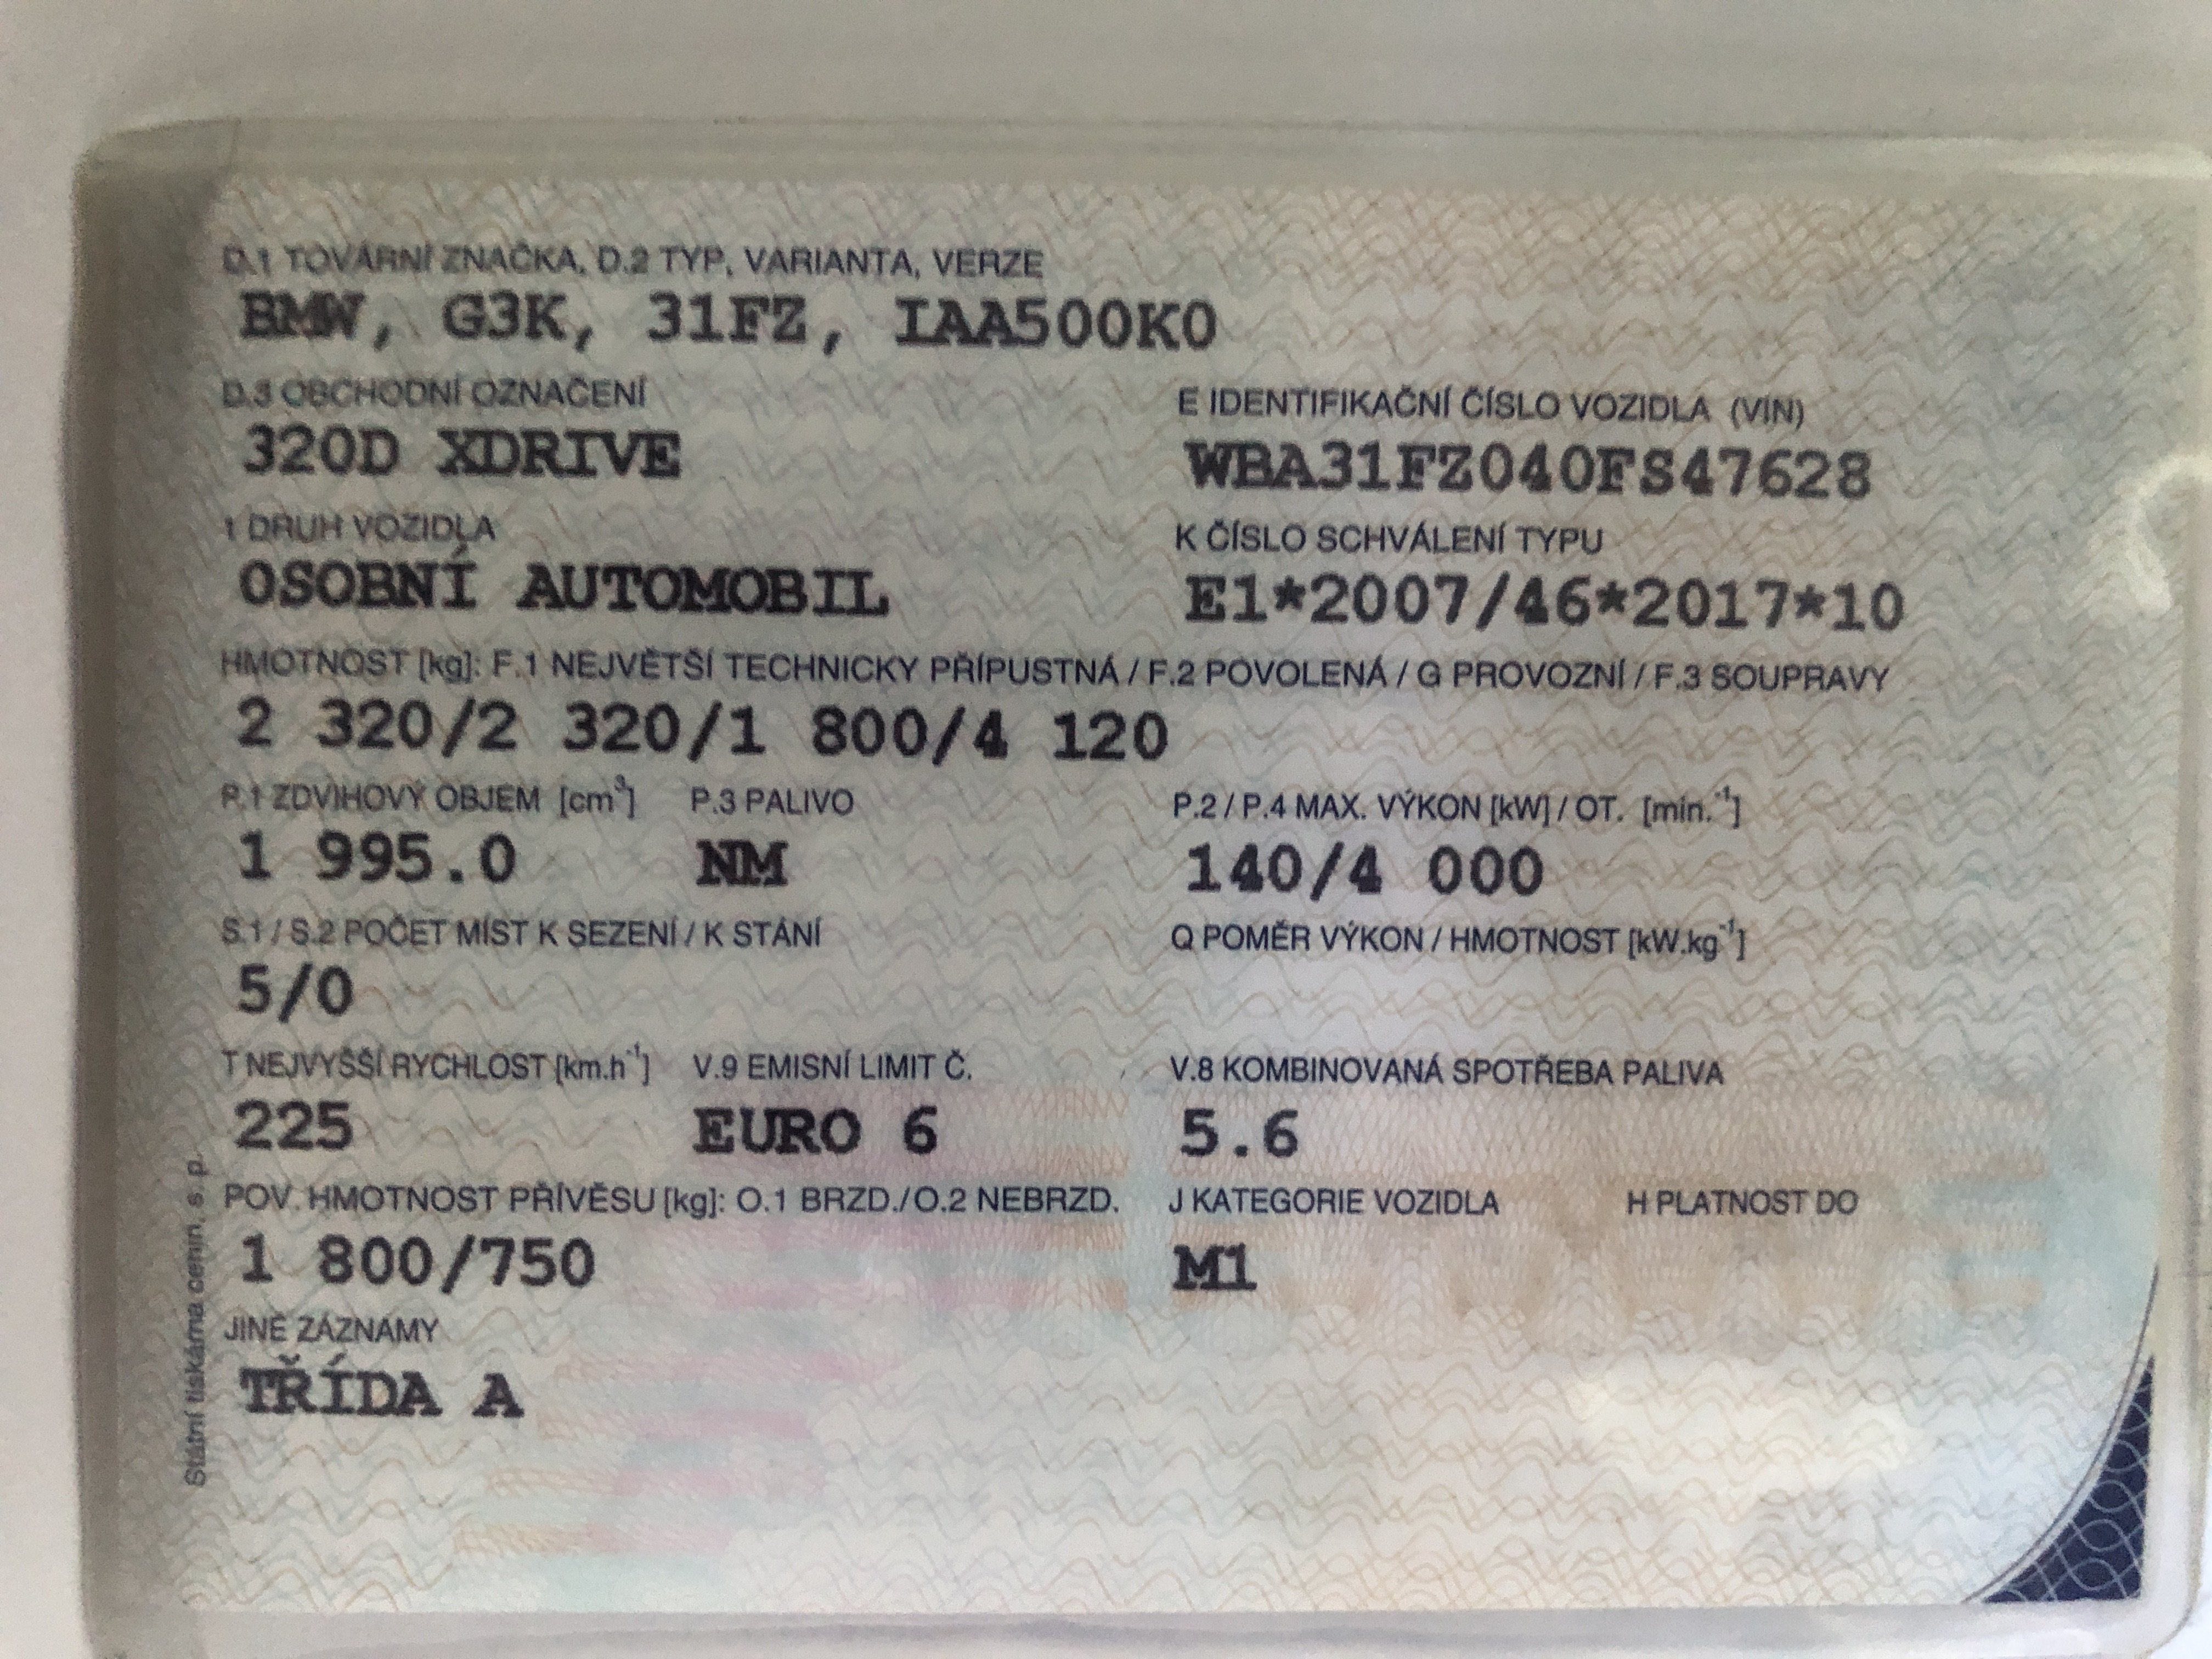 D.1 TOVÁRNÍ ZNAČKA, D.2 TYP, VARIANTA, VERZE
BMW, G3K, 31FZ, IAA500K0
D.3 OBCHODNÍ OZNAČENÍ E IDENTIFIKAČNÍ ČÍSLO VOZIDLA (VIN)
320D XDRIVE WBA31FZ040FS47628
1 DRUH VOZIDLA K ČÍSLO SCHVÁLENÍ TYPU
OSOBNÍ AUTOMOBIL E1*2007/46*2017*10
HMOTNOST [kg]: F.1 NEJVĚTŠÍ TECHNICKY PŘÍPUSTNÁ / F.2 POVOLENÁ / G PROVOZNÍ / F.3 SOUPRAVY
2 320/2 320/1 800/4 120
P.1 ZDVIHOVÝ OBJEM [cm³] P.3 PALIVO P.2 / P.4 MAX. VÝKON [kW] / OT. [min.⁻¹]
1 995.0 NM 140/4 000
S.1 / S.2 POČET MÍST K SEZENÍ / K STÁNÍ Q POMĚR VÝKON / HMOTNOST [kW.kg⁻¹]
5/0
T NEJVYŠŠÍ RYCHLOST [km.h⁻¹] V.9 EMISNÍ LIMIT Č. V.8 KOMBINOVANÁ SPOTŘEBA PALIVA
225 EURO 6 5.6
POV. HMOTNOST PŘÍVĚSU [kg]: O.1 BRZD./O.2 NEBRZD. J KATEGORIE VOZIDLA H PLATNOST DO
1 800/750 M1
JINÉ ZÁZNAMY
TŘÍDA A
Státní tiskárna cenin, s. p.